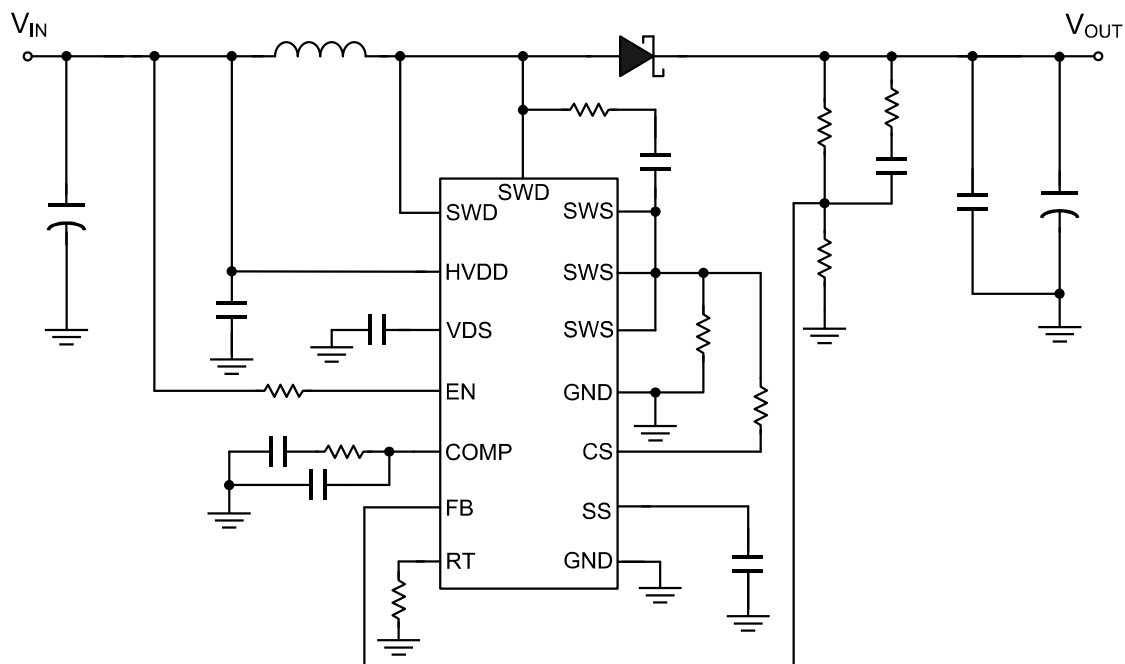 VIN
VOUT
SWD
SWD
SWS
HVDD
SWS
VDS
SWS
EN
GND
COMP
CS
FB
SS
RT
GND